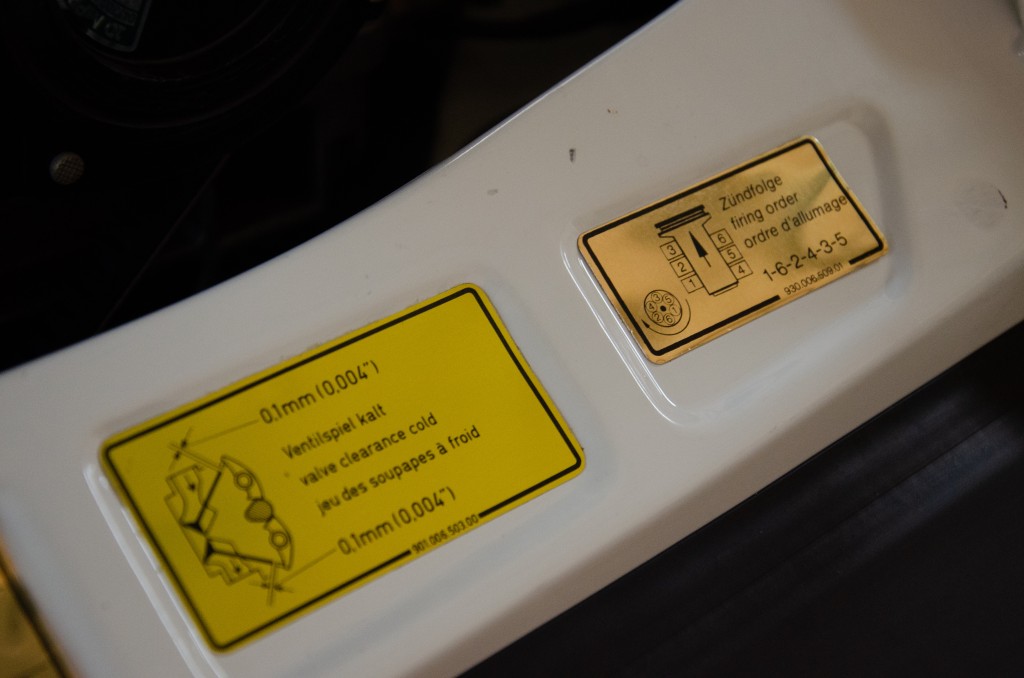 0,1mm (0,004")
Ventilspiel kalt
valve clearance cold
jeu des soupapes à froid
0,1mm (0,004")
901.006.503.00
Zündfolge
firing order
ordre d'allumage
1-6-2-4-3-5
930.006.509.01
3 6
2 5
1 4